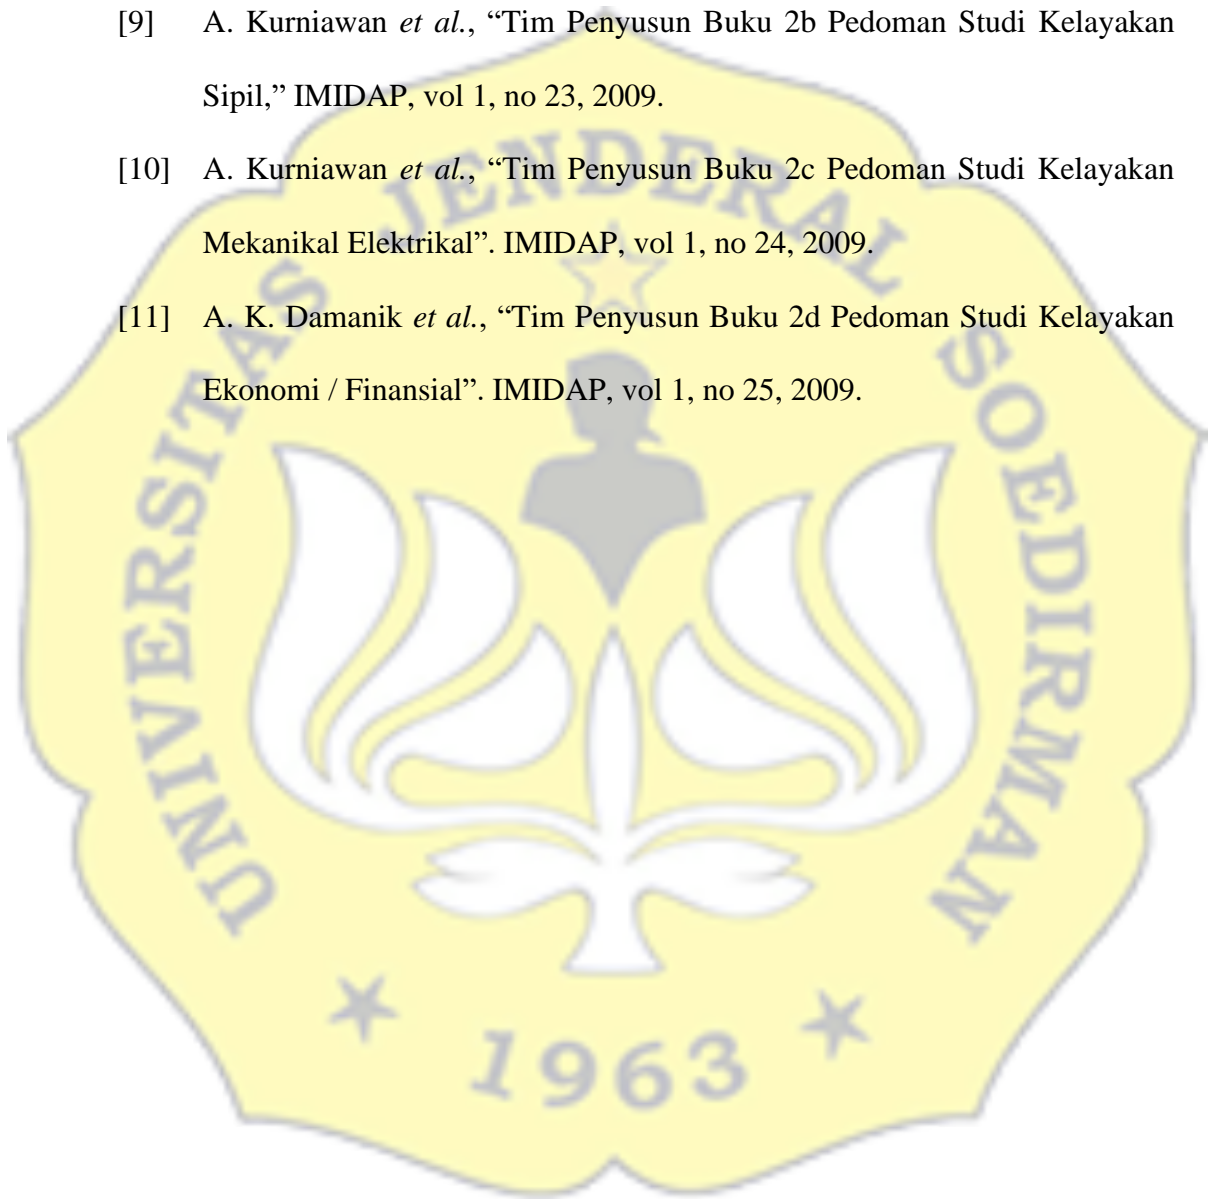 [9] A. Kurniawan et al., “Tim Penyusun Buku 2b Pedoman Studi Kelayakan
Sipil,” IMIDAP, vol 1, no 23, 2009.
[10] A. Kurniawan et al., “Tim Penyusun Buku 2c Pedoman Studi Kelayakan
Mekanikal Elektrikal”. IMIDAP, vol 1, no 24, 2009.
[11] A. K. Damanik et al., “Tim Penyusun Buku 2d Pedoman Studi Kelayakan
Ekonomi / Finansial”. IMIDAP, vol 1, no 25, 2009.
UNIVERSITAS JENDERAL SOEDIRMAN
1963